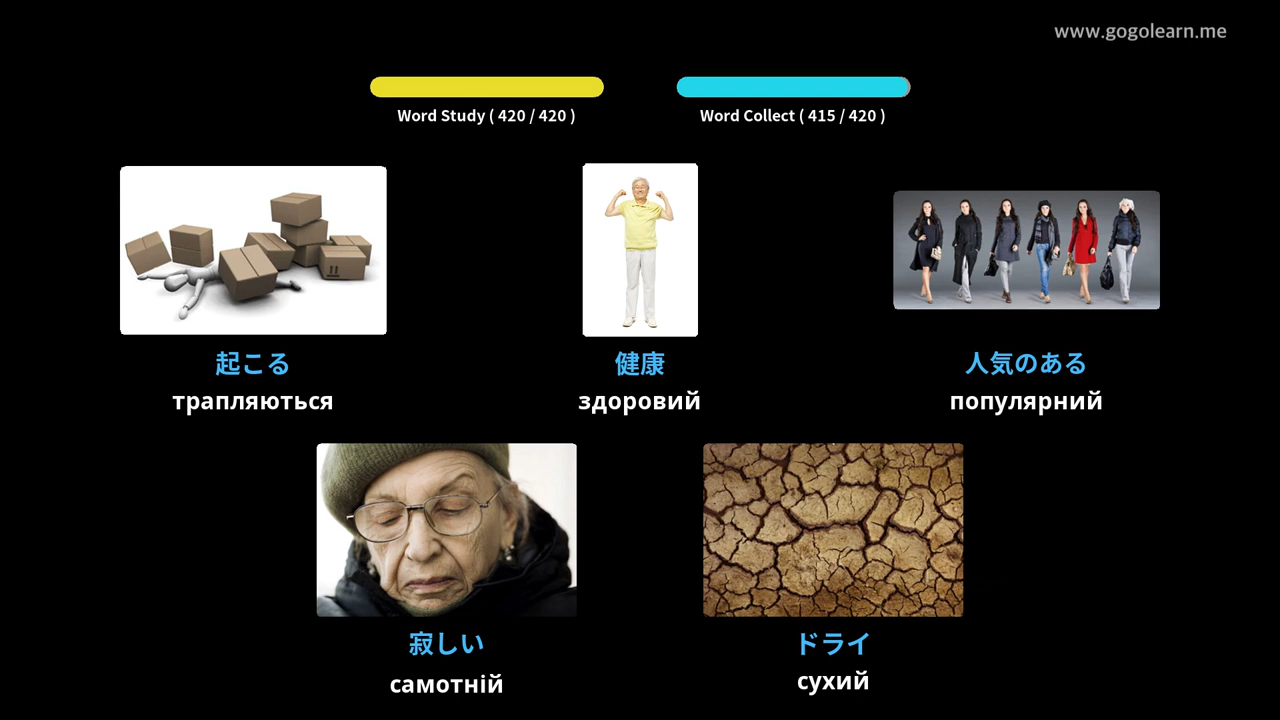 www.gogolearn.me
Word Study ( 420 / 420 )
Word Collect ( 415 / 420 )
起こる
трапляються
健康
здоровий
人気のある
популярний
寂しい
самотній
ドライ
сухий